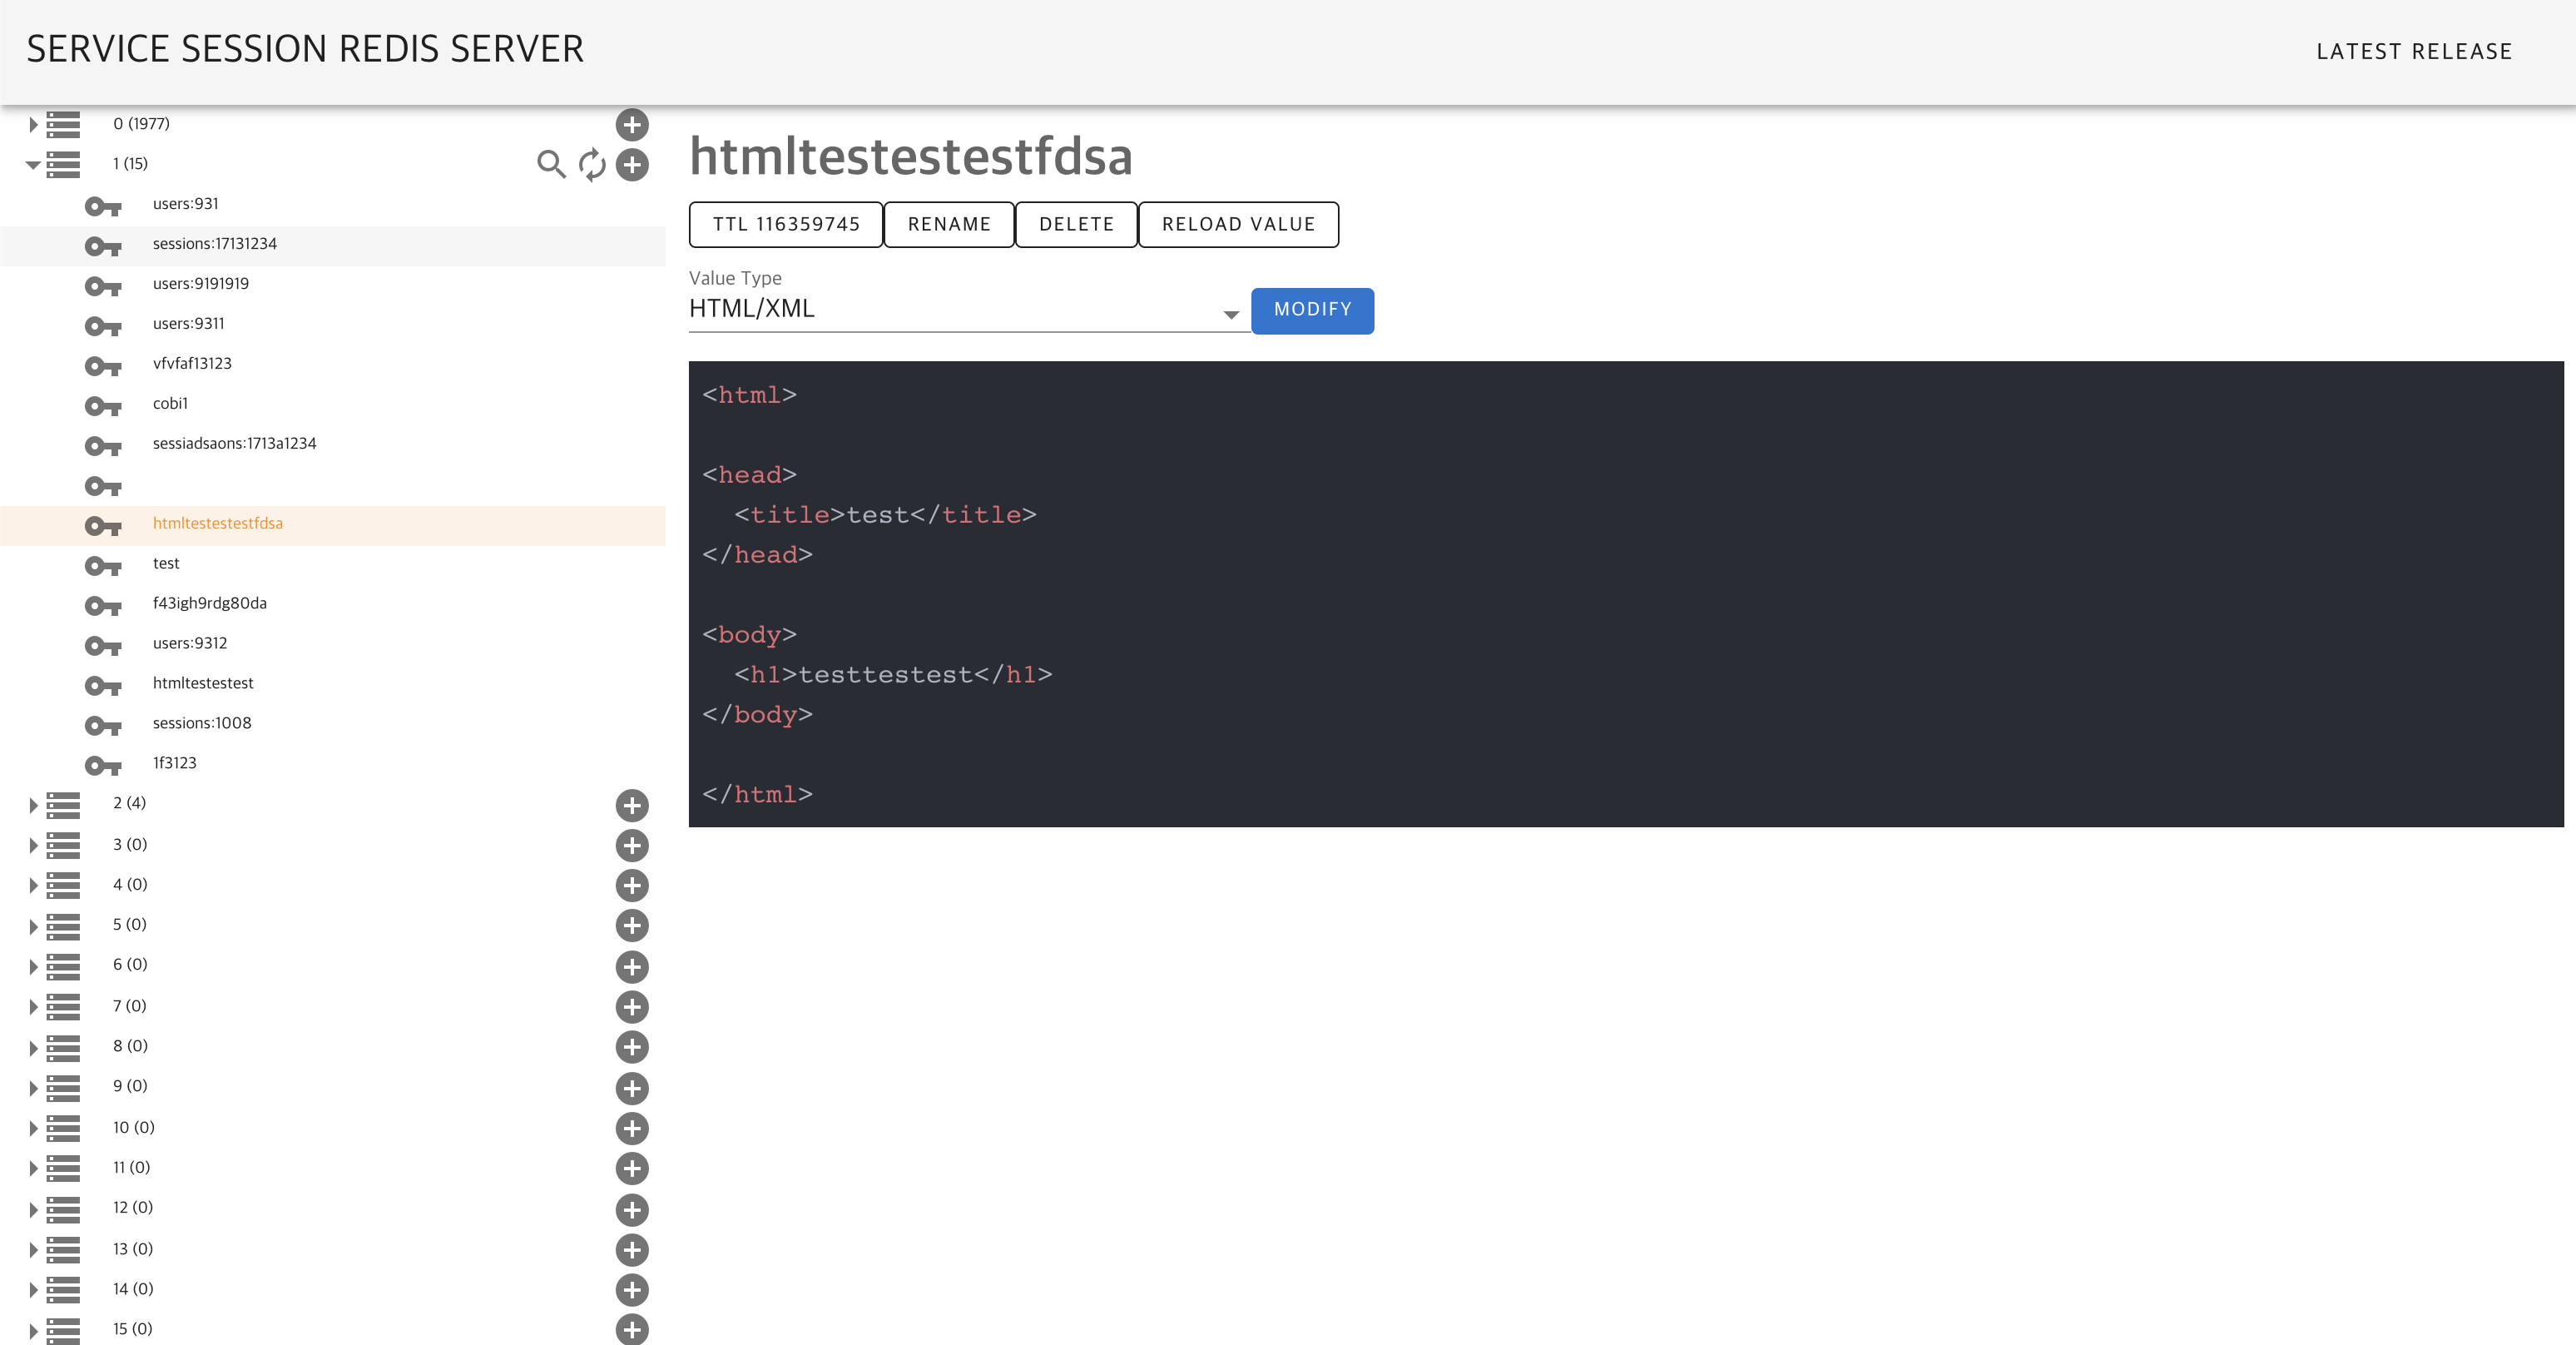 SERVICE SESSION REDIS SERVER
LATEST RELEASE
0 (1977)
1 (15)
users:931
sessions:17131234
users:9191919
users:9311
vfvfaf13123
cobi1
sessiadsaons:1713a1234
htmltestestestfdsa
test
f43igh9rdg80da
users:9312
htmltestestest
sessions:1008
1f3123
2 (4)
3 (0)
4 (0)
5 (0)
6 (0)
7 (0)
8 (0)
9 (0)
10 (0)
11 (0)
12 (0)
13 (0)
14 (0)
15 (0)
htmltestestestfdsa
TTL 116359745 RENAME DELETE RELOAD VALUE
Value Type
HTML/XML
MODIFY
<html>
<head>
<title>test</title>
</head>
<body>
<h1>testtestest</h1>
</body>
</html>